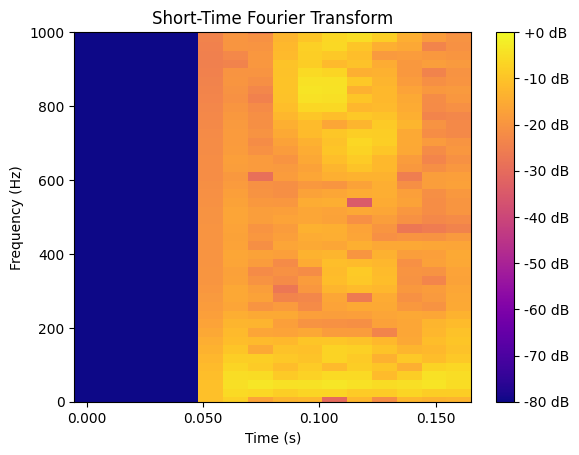 Short-Time Fourier Transform
Frequency (Hz)
1000
800
600
400
200
0
0.000
0.050
0.100
0.150
Time (s)
+0 dB
-10 dB
-20 dB
-30 dB
-40 dB
-50 dB
-60 dB
-70 dB
-80 dB